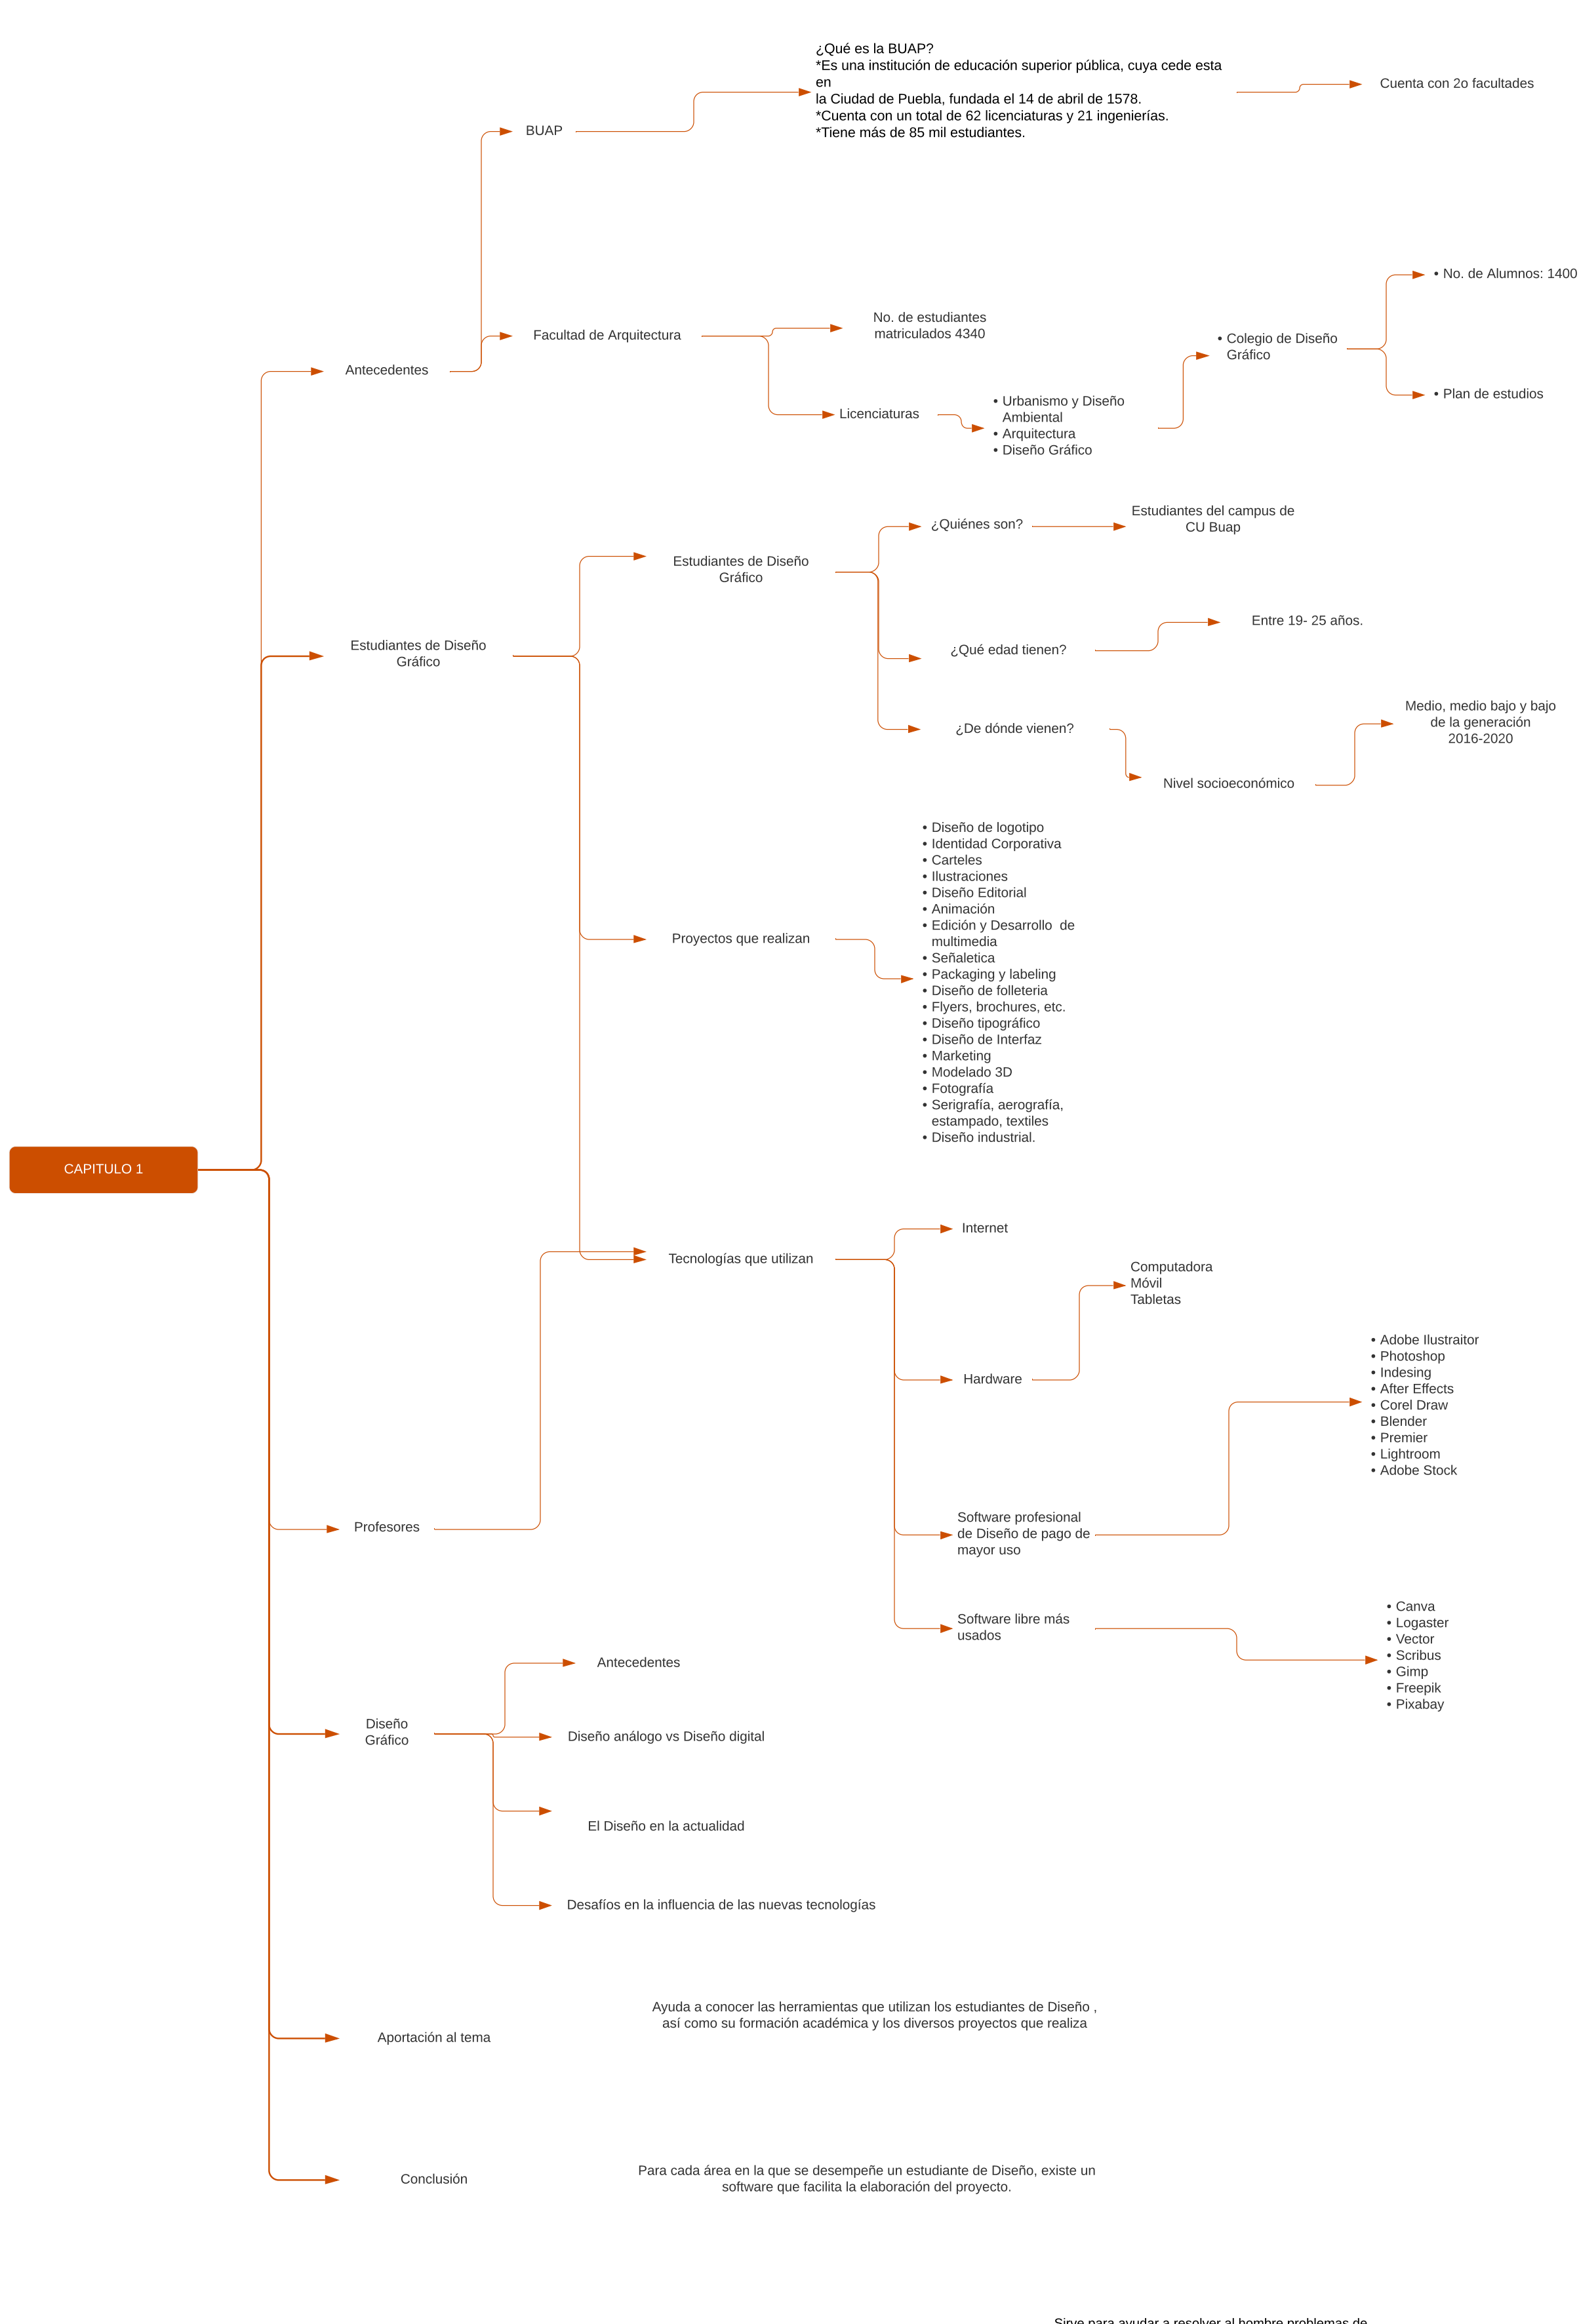 ¿Qué es la BUAP?
*Es una institución de educación superior pública, cuya cede esta
en
la Ciudad de Puebla, fundada el 14 de abril de 1578.
*Cuenta con un total de 62 licenciaturas y 21 ingenierías.
*Tiene más de 85 mil estudiantes.
Cuenta con 2o facultades
BUAP
• No. de Alumnos: 1400
No. de estudiantes
matriculados 4340
Facultad de Arquitectura
• Colegio de Diseño
Gráfico
Antecedentes
• Plan de estudios
Licenciaturas
• Urbanismo y Diseño
Ambiental
• Arquitectura
• Diseño Gráfico
Estudiantes del campus de
CU Buap
¿Quiénes son?
Estudiantes de Diseño
Gráfico
Entre 19- 25 años.
¿Qué edad tienen?
Estudiantes de Diseño
Gráfico
Medio, medio bajo y bajo
de la generación
2016-2020
¿De dónde vienen?
Nivel socioeconómico
• Diseño de logotipo
• Identidad Corporativa
• Carteles
• Ilustraciones
• Diseño Editorial
• Animación
• Edición y Desarrollo  de
multimedia
• Señaletica
• Packaging y labeling
• Diseño de folleteria
• Flyers, brochures, etc.
• Diseño tipográfico
• Diseño de Interfaz
• Marketing
• Modelado 3D
• Fotografía
• Serigrafía, aerografía,
estampado, textiles
• Diseño industrial.
Proyectos que realizan
CAPITULO 1
Internet
Tecnologías que utilizan
Computadora
Móvil
Tabletas
Hardware
• Adobe Ilustraitor
• Photoshop
• Indesing
• After Effects
• Corel Draw
• Blender
• Premier
• Lightroom
• Adobe Stock
Profesores
Software profesional
de Diseño de pago de
mayor uso
Software libre más
usados
• Canva
• Logaster
• Vector
• Scribus
• Gimp
• Freepik
• Pixabay
Antecedentes
Diseño
Gráfico
Diseño análogo vs Diseño digital
El Diseño en la actualidad
Desafíos en la influencia de las nuevas tecnologías
Ayuda a conocer las herramientas que utilizan los estudiantes de Diseño ,
así como su formación académica y los diversos proyectos que realiza
Aportación al tema
Para cada área en la que se desempeñe un estudiante de Diseño, existe un
software que facilita la elaboración del proyecto.
Conclusión
Sirve para ayudar a resolver al hombre problemas de